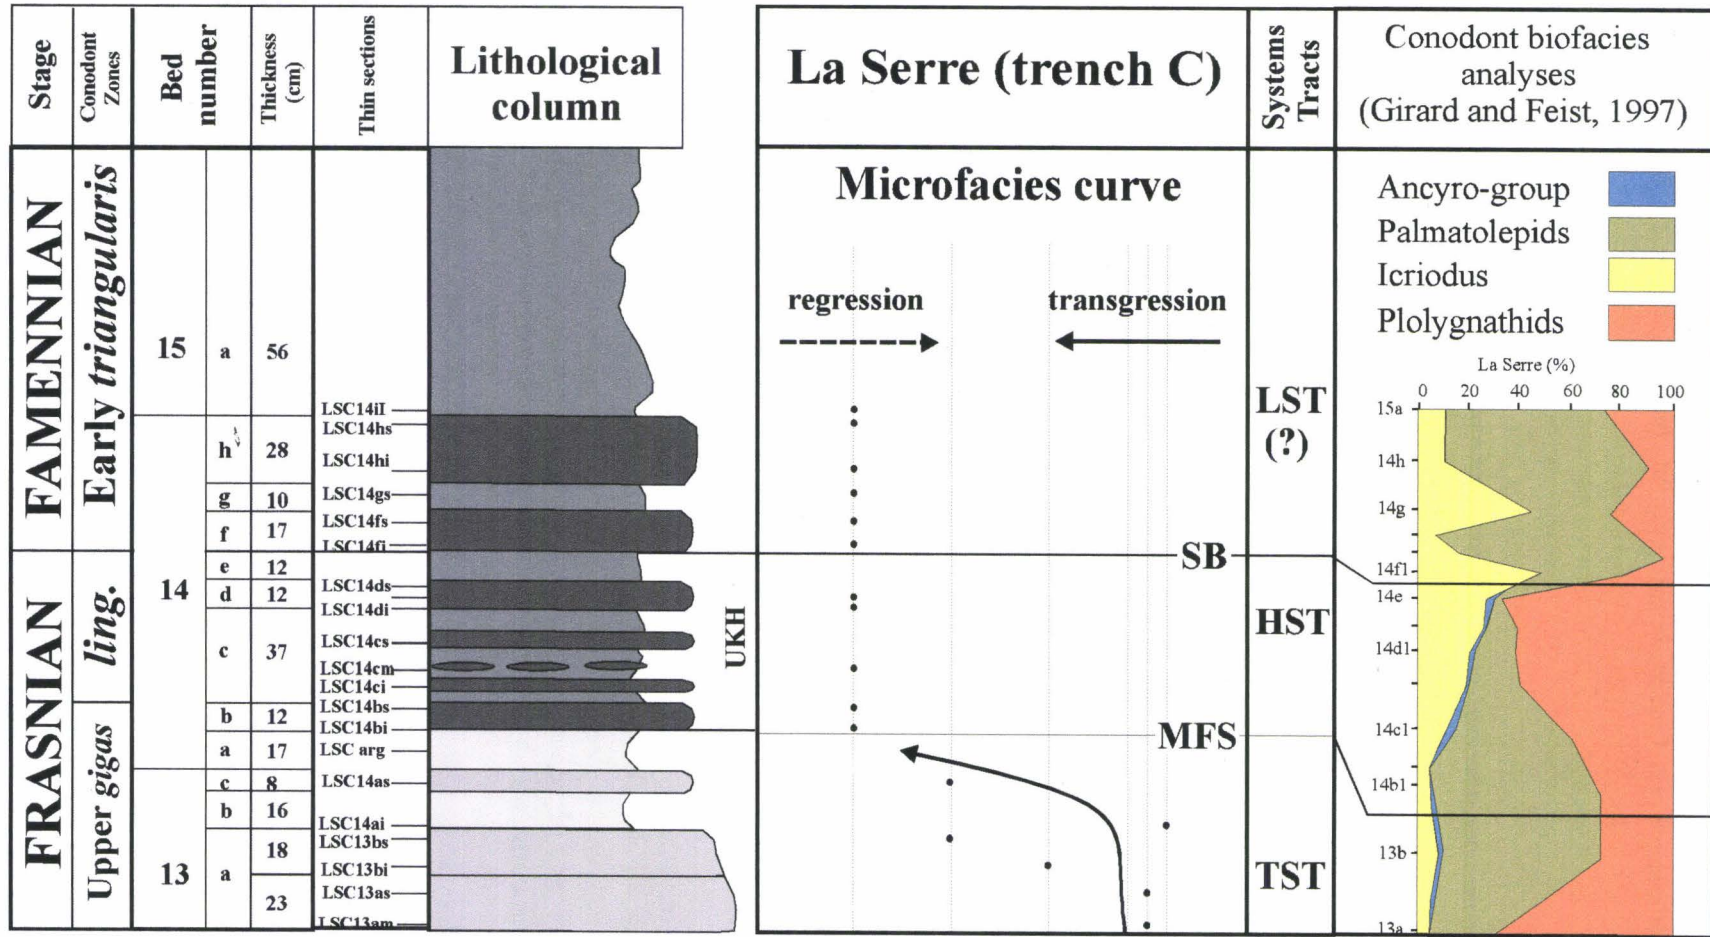 Stage
Conodont
Zones
Bed
number
Thickness
(cm)
Thin sections
Lithological
column
La Serre (trench C)
Systems
Tracts
Conodont biofacies
analyses
(Girard and Feist, 1997)
FAMENNIAN
FRASNIAN
Early triangularis
ling.
Upper gigas
15
14
13
a
h
g
f
e
d
c
b
a
c
b
a
56
28
10
17
12
12
37
12
17
8
16
18
23
LSC14iI
LSC14hs
LSC14hi
LSC14gs
LSC14fs
LSC14fi
LSC14ds
LSC14di
LSC14cs
LSC14cm
LSC14ci
LSC14bs
LSC14bi
LSC arg
LSC14as
LSC14ai
LSC13bs
LSC13bi
LSC13as
LSC13am
UKH
Microfacies curve
regression
transgression
SB
MFS
LST
(?)
HST
TST
Ancyro-group
Palmatolepids
Icriodus
Plolygnathids
La Serre (%)
0 20 40 60 80 100
15a
14h
14g
14f1
14e
14d1
14c1
14b1
13b
13a